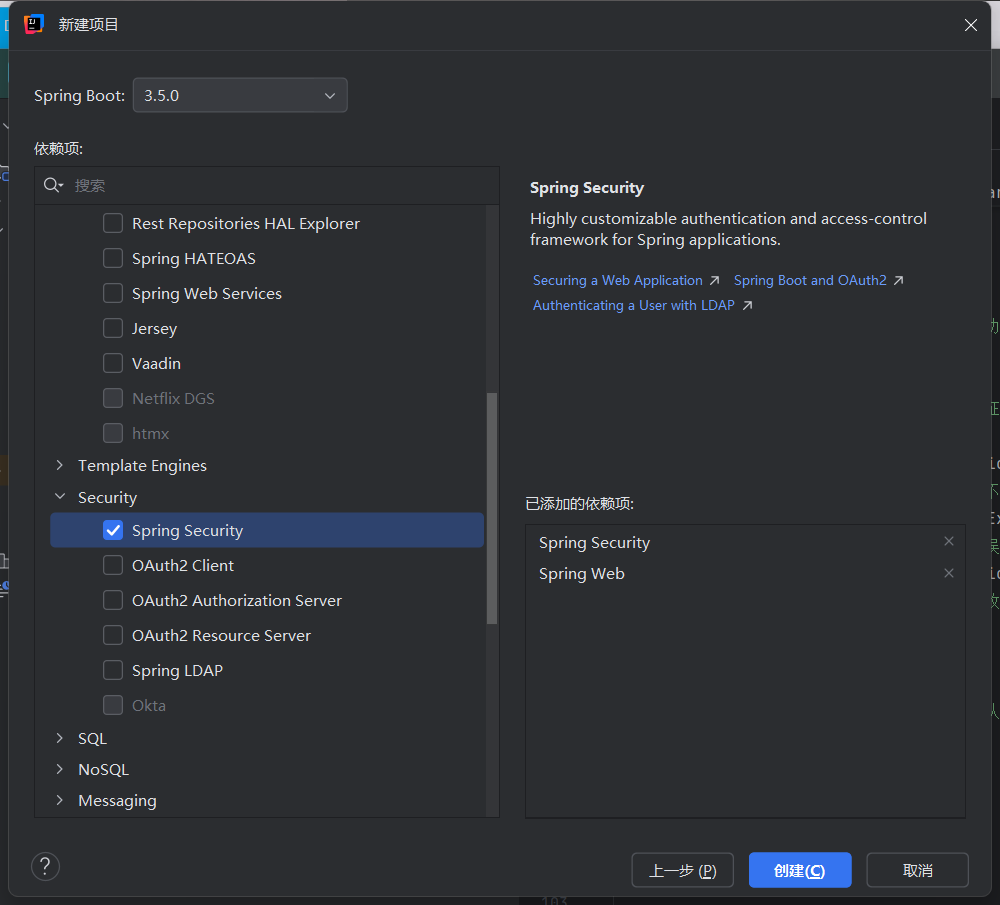 新建项目
Spring Boot: 3.5.0
依赖项:
搜索
Rest Repositories HAL Explorer
Spring HATEOAS
Spring Web Services
Jersey
Vaadin
Netflix DGS
htmx
Template Engines
Security
Spring Security
OAuth2 Client
OAuth2 Authorization Server
OAuth2 Resource Server
Spring LDAP
Okta
SQL
NoSQL
Messaging
Spring Security
Highly customizable authentication and access-control
framework for Spring applications.
Securing a Web Application Spring Boot and OAuth2
Authenticating a User with LDAP
已添加的依赖项:
Spring Security
Spring Web
? 上一步 (P) 创建(C) 取消